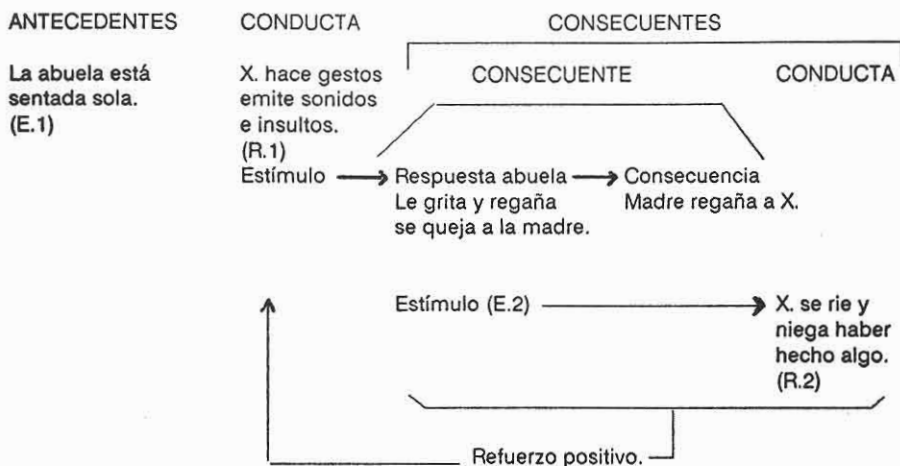 ANTECEDENTES CONDUCTA CONSECUENTES
La abuela está
sentada sola.
(E.1)
X. hace gestos
emite sonidos
e insultos.
(R.1)
Estímulo
CONSECUENTE CONDUCTA
Respuesta abuela
Le grita y regaña
se queja a la madre.
Consecuencia
Madre regaña a X.
Estímulo (E.2)
X. se rie y
niega haber
hecho algo.
(R.2)
Refuerzo positivo.